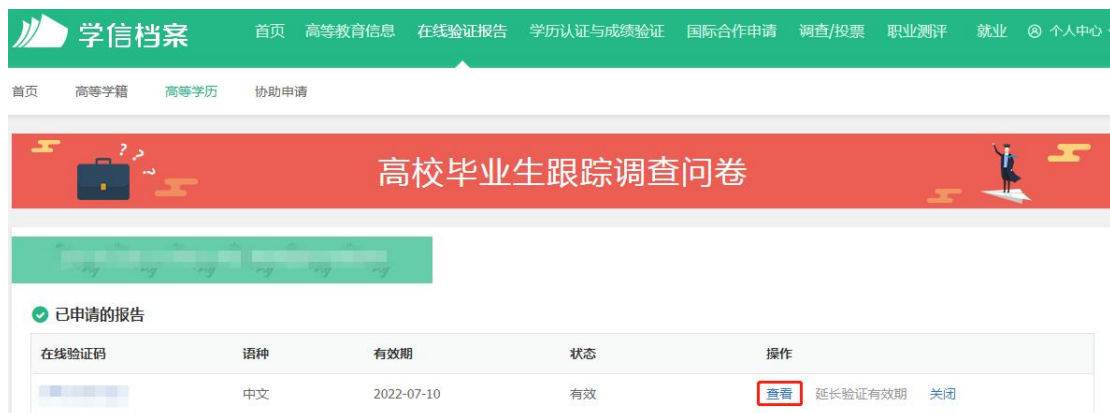 学信档案 首页 高等教育信息 在线验证报告 学历认证与成绩验证 国际合作申请 调查/投票 职业测评 就业 个人中心
首页 高等学籍 高等学历 协助申请
高校毕业生跟踪调查问卷
已申请的报告
在线验证码 语种 有效期 状态 操作
中文 2022-07-10 有效 查看 延长验证有效期 关闭